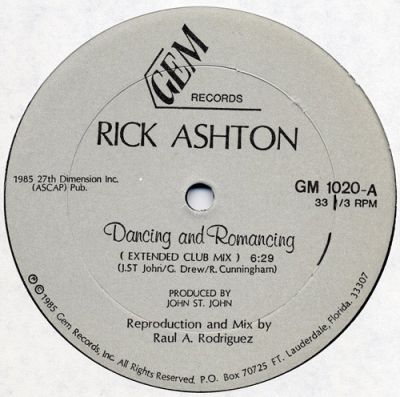 GEM
RECORDS
RICK ASHTON
1985 27th Dimension Inc.
(ASCAP) Pub.
GM 1020-A
33 1/3 RPM
Dancing and Romancing
( EXTENDED CLUB MIX ) 6:29
(J.ST John/G. Drew/R. Cunningham)
PRODUCED BY
JOHN ST. JOHN
Reproduction and Mix by
Raul A. Rodriguez
℗ © 1985 Gem, Records, Inc. All Rights Reserved. P.O. Box 70725 FT. Lauderdale, Florida. 33307